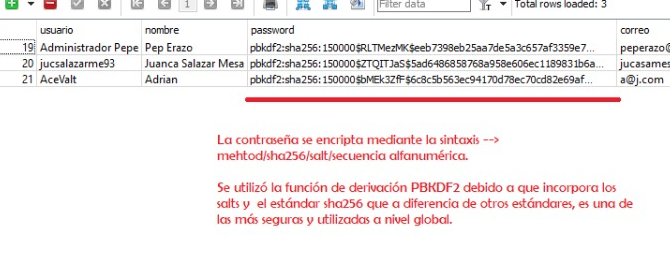 1
Filter data
Total rows loaded: 3
usuario nombre password correo
19 Administrador Pepe Pep Erazo pbkdf2:sha256:150000$RLTMezMK$eeb7398eb25aa7de5a3c657af3359e7... peperazo@
20 jucsalazarme93 Juanca Salazar Mesa pbkdf2:sha256:150000$ZTQITJaS$5ad6486858768a958e606ec1189831b6a... jucasames
21 AceValt Adrian pbkdf2:sha256:150000$bMEk3ZfF$6c8c5b563ec94170d78ec70cd82e69af... a@j.com
La contraseña se encripta mediante la sintaxis -->
mehtod/sha256/salt/secuencia alfanumérica.
Se utilizó la función de derivación PBKDF2 debido a que incorpora los
salts y el estándar sha256 que a diferencia de otros estándares, es una de
las más seguras y utilizadas a nivel global.